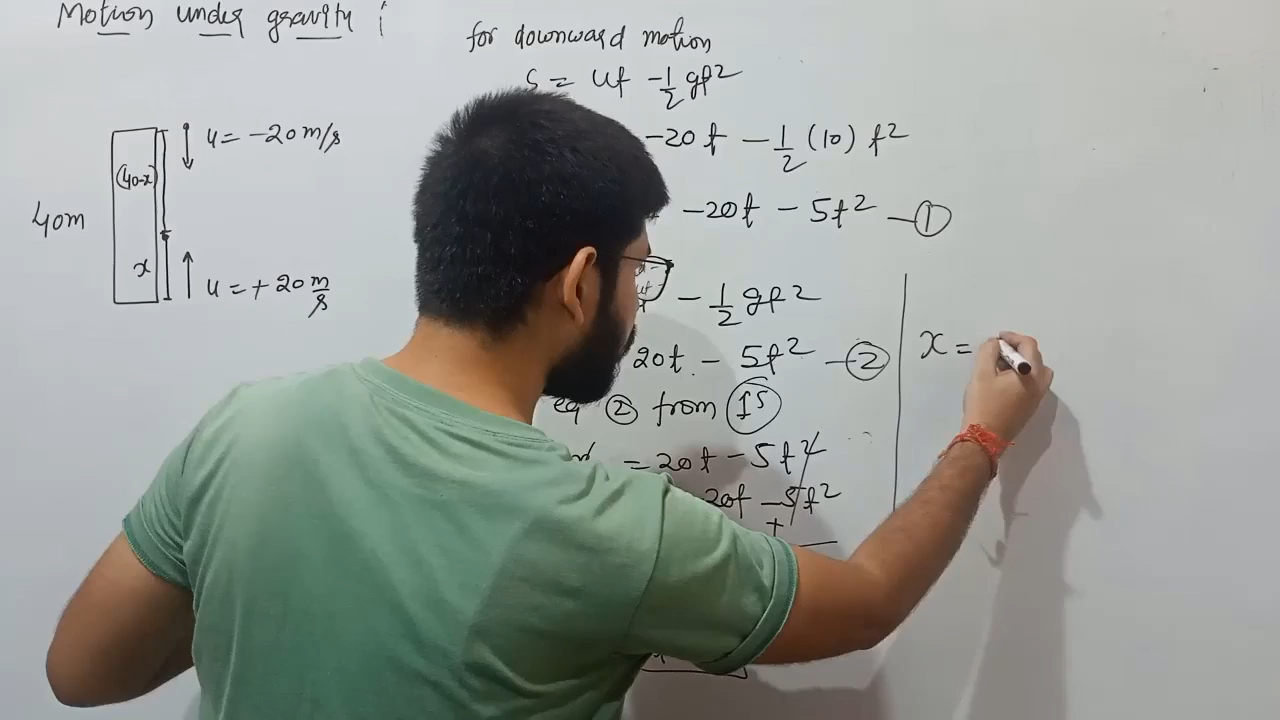 Motion under gravity :
for downward motion
S = ut -1/2 gt²
-20t - 1/2 (10) t²
-20t - 5t² - ①
- 1/2 gt²
20t - 5t² - ②
eq ② from ①
= 20t - 5t²
20t - 5t²
+
40m
(40-x)
x
u = -20 m/s
u = + 20 m/s
x =